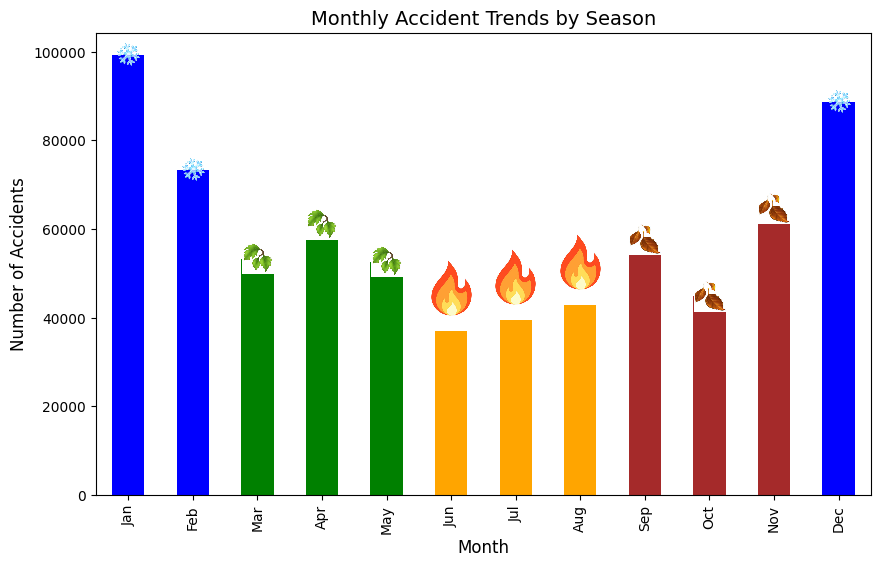 Monthly Accident Trends by Season
Number of Accidents
100000
80000
60000
40000
20000
0
Jan
Feb
Mar
Apr
May
Jun
Jul
Aug
Sep
Oct
Nov
Dec
Month